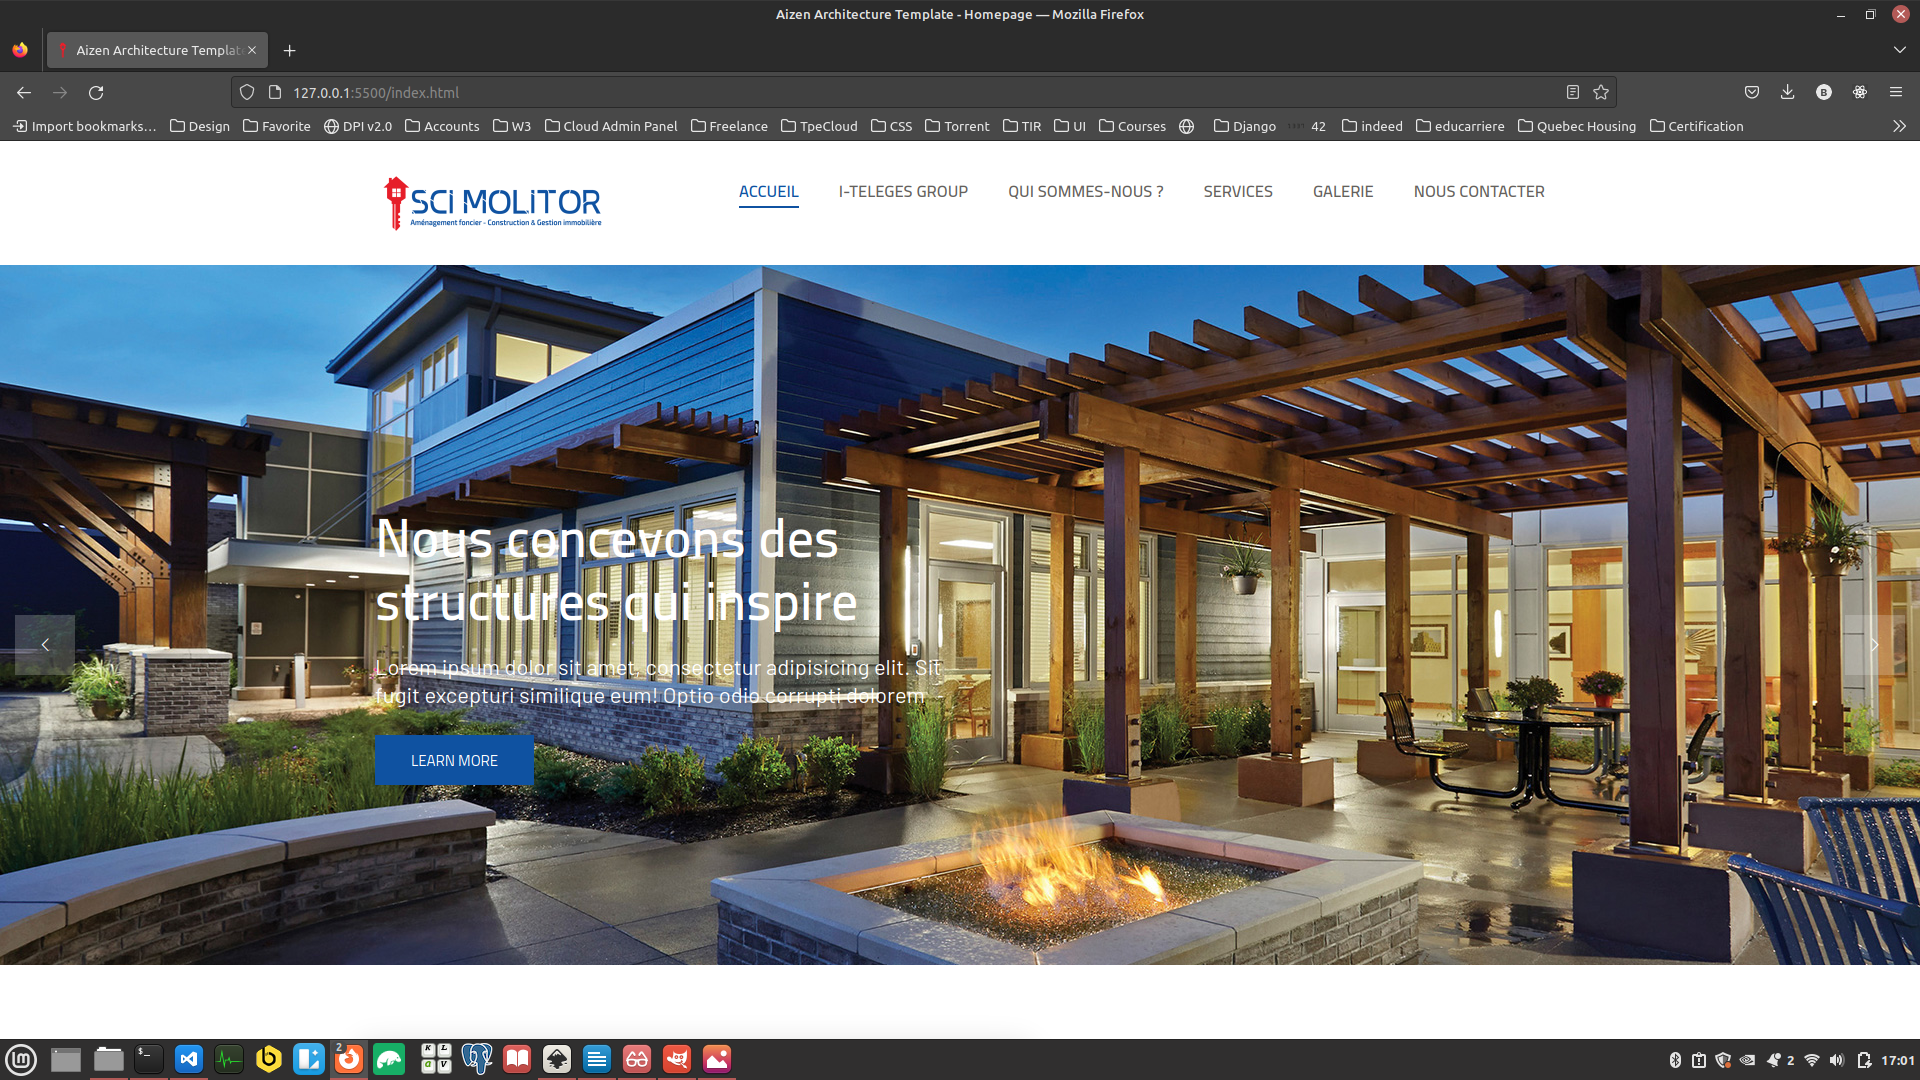 Aizen Architecture Template - Homepage — Mozilla Firefox
Aizen Architecture Templat
127.0.0.1:5500/index.html
Import bookmarks... Design Favorite DPI v2.0 Accounts W3 Cloud Admin Panel Freelance TpeCloud CSS Torrent TIR UI Courses Django 42 indeed educarriere Quebec Housing Certification
SCI MOLITOR
Aménagement foncier - Construction & Gestion immobilière
ACCUEIL I-TELEGES GROUP QUI SOMMES-NOUS ? SERVICES GALERIE NOUS CONTACTER
Nous concevons des
structures qui inspire
Lorem ipsum dolor sit amet, consectetur adipisicing elit. Sit
fugit excepturi similique eum! Optio odio corrupti dolorem
LEARN MORE
2 17:01